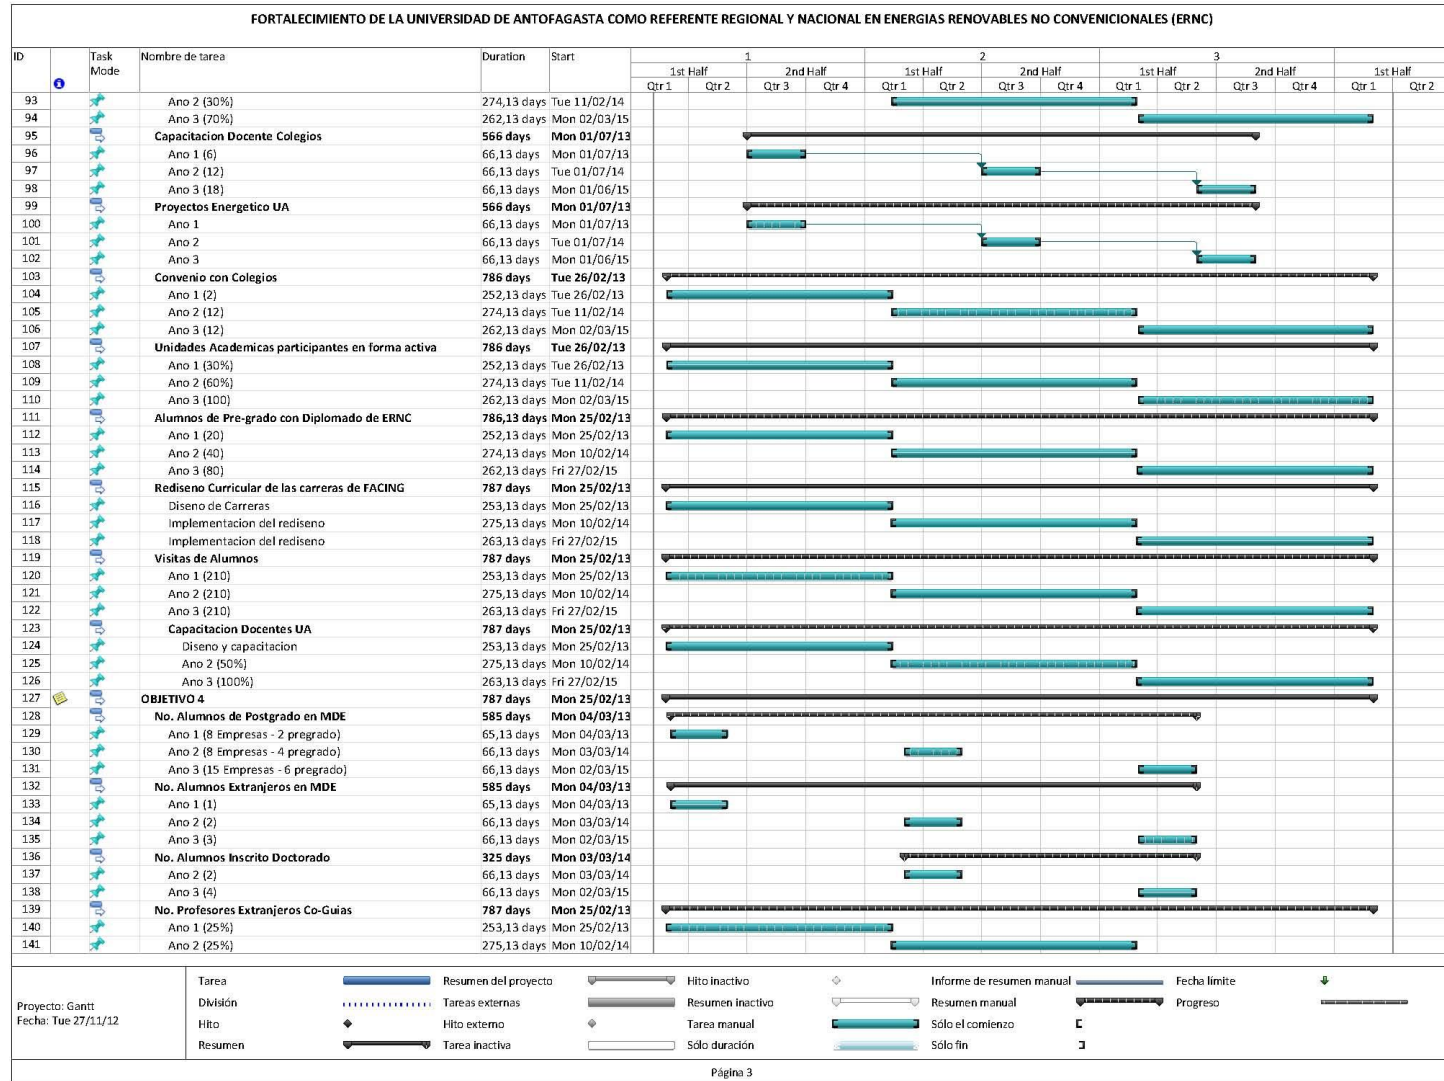 FORTALECIMIENTO DE LA UNIVERSIDAD DE ANTOFAGASTA COMO REFERENTE REGIONAL Y NACIONAL EN ENERGIAS RENOVABLES NO CONVENICIONALES (ERNC)
ID Task Mode Nombre de tarea Duration Start
1 2 3
1st Half 2nd Half 1st Half 2nd Half 1st Half 2nd Half 1st Half
Qtr 1 Qtr 2 Qtr 3 Qtr 4 Qtr 1 Qtr 2 Qtr 3 Qtr 4 Qtr 1 Qtr 2 Qtr 3 Qtr 4 Qtr 1 Qtr 2
93 Ano 2 (30%) 274,13 days Tue 11/02/14
94 Ano 3 (70%) 262,13 days Mon 02/03/15
95 Capacitacion Docente Colegios 566 days Mon 01/07/13
96 Ano 1 (6) 66,13 days Mon 01/07/13
97 Ano 2 (12) 66,13 days Tue 01/07/14
98 Ano 3 (18) 66,13 days Mon 01/06/15
99 Proyectos Energetico UA 566 days Mon 01/07/13
100 Ano 1 66,13 days Mon 01/07/13
101 Ano 2 66,13 days Tue 01/07/14
102 Ano 3 66,13 days Mon 01/06/15
103 Convenio con Colegios 786 days Tue 26/02/13
104 Ano 1 (2) 252,13 days Tue 26/02/13
105 Ano 2 (12) 274,13 days Tue 11/02/14
106 Ano 3 (12) 262,13 days Mon 02/03/15
107 Unidades Academicas participantes en forma activa 786 days Tue 26/02/13
108 Ano 1 (30%) 252,13 days Tue 26/02/13
109 Ano 2 (60%) 274,13 days Tue 11/02/14
110 Ano 3 (100) 262,13 days Mon 02/03/15
111 Alumnos de Pre-grado con Diplomado de ERNC 786,13 days Mon 25/02/13
112 Ano 1 (20) 252,13 days Mon 25/02/13
113 Ano 2 (40) 274,13 days Mon 10/02/14
114 Ano 3 (80) 262,13 days Fri 27/02/15
115 Rediseno Curricular de las carreras de FACING 787 days Mon 25/02/13
116 Diseno de Carreras 253,13 days Mon 25/02/13
117 Implementacion del rediseno 275,13 days Mon 10/02/14
118 Implementacion del rediseno 263,13 days Fri 27/02/15
119 Visitas de Alumnos 787 days Mon 25/02/13
120 Ano 1 (210) 253,13 days Mon 25/02/13
121 Ano 2 (210) 275,13 days Mon 10/02/14
122 Ano 3 (210) 263,13 days Fri 27/02/15
123 Capacitacion Docentes UA 787 days Mon 25/02/13
124 Diseno y capacitacion 253,13 days Mon 25/02/13
125 Ano 2 (50%) 275,13 days Mon 10/02/14
126 Ano 3 (100%) 263,13 days Fri 27/02/15
127 OBJETIVO 4 787 days Mon 25/02/13
128 No. Alumnos de Postgrado en MDE 585 days Mon 04/03/13
129 Ano 1 (8 Empresas - 2 pregrado) 65,13 days Mon 04/03/13
130 Ano 2 (8 Empresas - 4 pregrado) 66,13 days Mon 03/03/14
131 Ano 3 (15 Empresas - 6 pregrado) 66,13 days Mon 02/03/15
132 No. Alumnos Extranjeros en MDE 585 days Mon 04/03/13
133 Ano 1 (1) 65,13 days Mon 04/03/13
134 Ano 2 (2) 66,13 days Mon 03/03/14
135 Ano 3 (3) 66,13 days Mon 02/03/15
136 No. Alumnos Inscrito Doctorado 325 days Mon 03/03/14
137 Ano 2 (2) 66,13 days Mon 03/03/14
138 Ano 3 (4) 66,13 days Mon 02/03/15
139 No. Profesores Extranjeros Co-Guias 787 days Mon 25/02/13
140 Ano 1 (25%) 253,13 days Mon 25/02/13
141 Ano 2 (25%) 275,13 days Mon 10/02/14
Proyecto: Gantt
Fecha: Tue 27/11/12
Tarea Resumen del proyecto Hito inactivo Informe de resumen manual Fecha límite
División Tareas externas Resumen inactivo Resumen manual Progreso
Hito Hito externo Tarea manual Sólo el comienzo
Resumen Tarea inactiva Sólo duración Sólo fin
Página 3